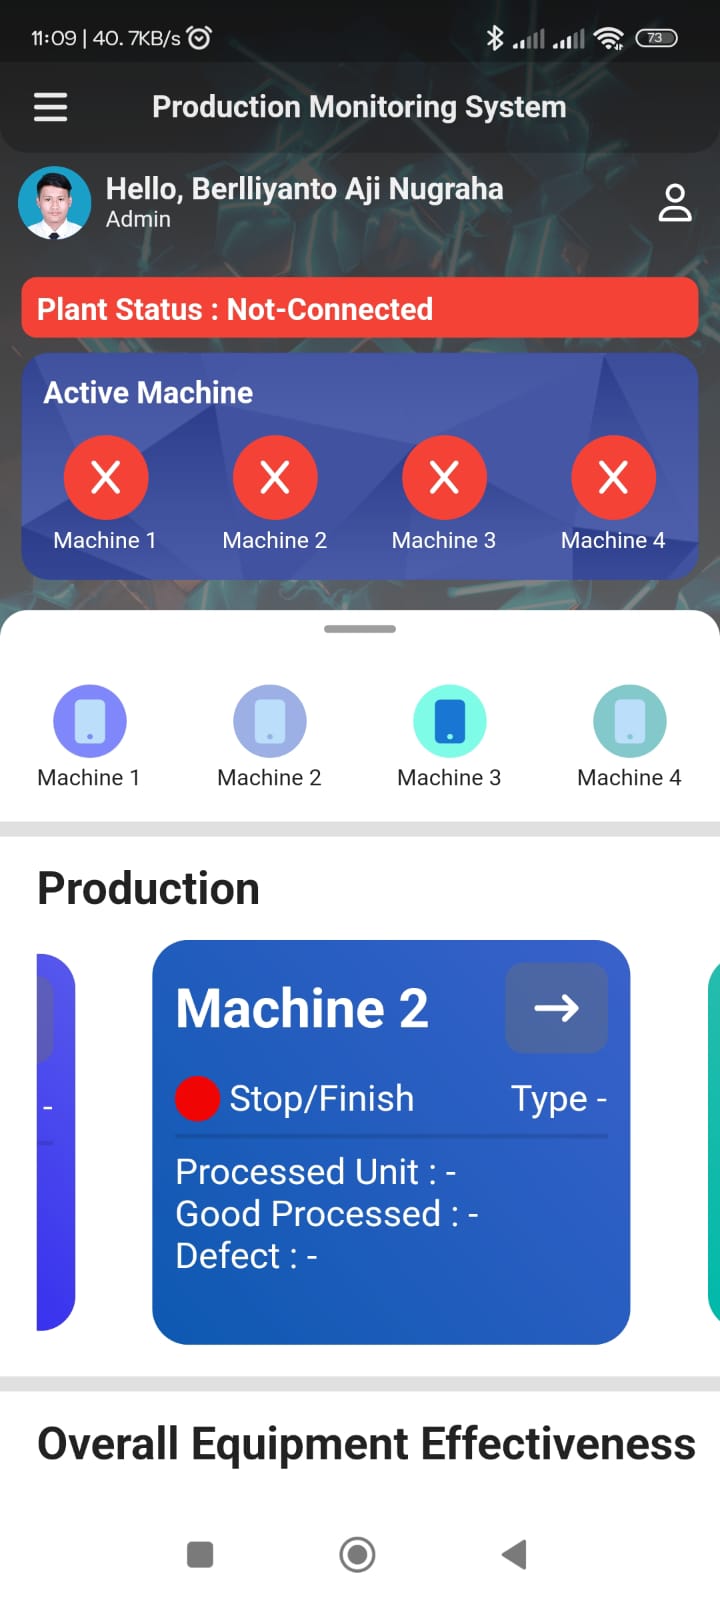 11:09 | 40. 7KB/s
73
Production Monitoring System
Hello, Berlliyanto Aji Nugraha
Admin
Plant Status : Not-Connected
Active Machine
Machine 1 Machine 2 Machine 3 Machine 4
Machine 1 Machine 2 Machine 3 Machine 4
Production
Machine 2
Stop/Finish Type -
-
Processed Unit : -
Good Processed : -
Defect : -
Overall Equipment Effectiveness